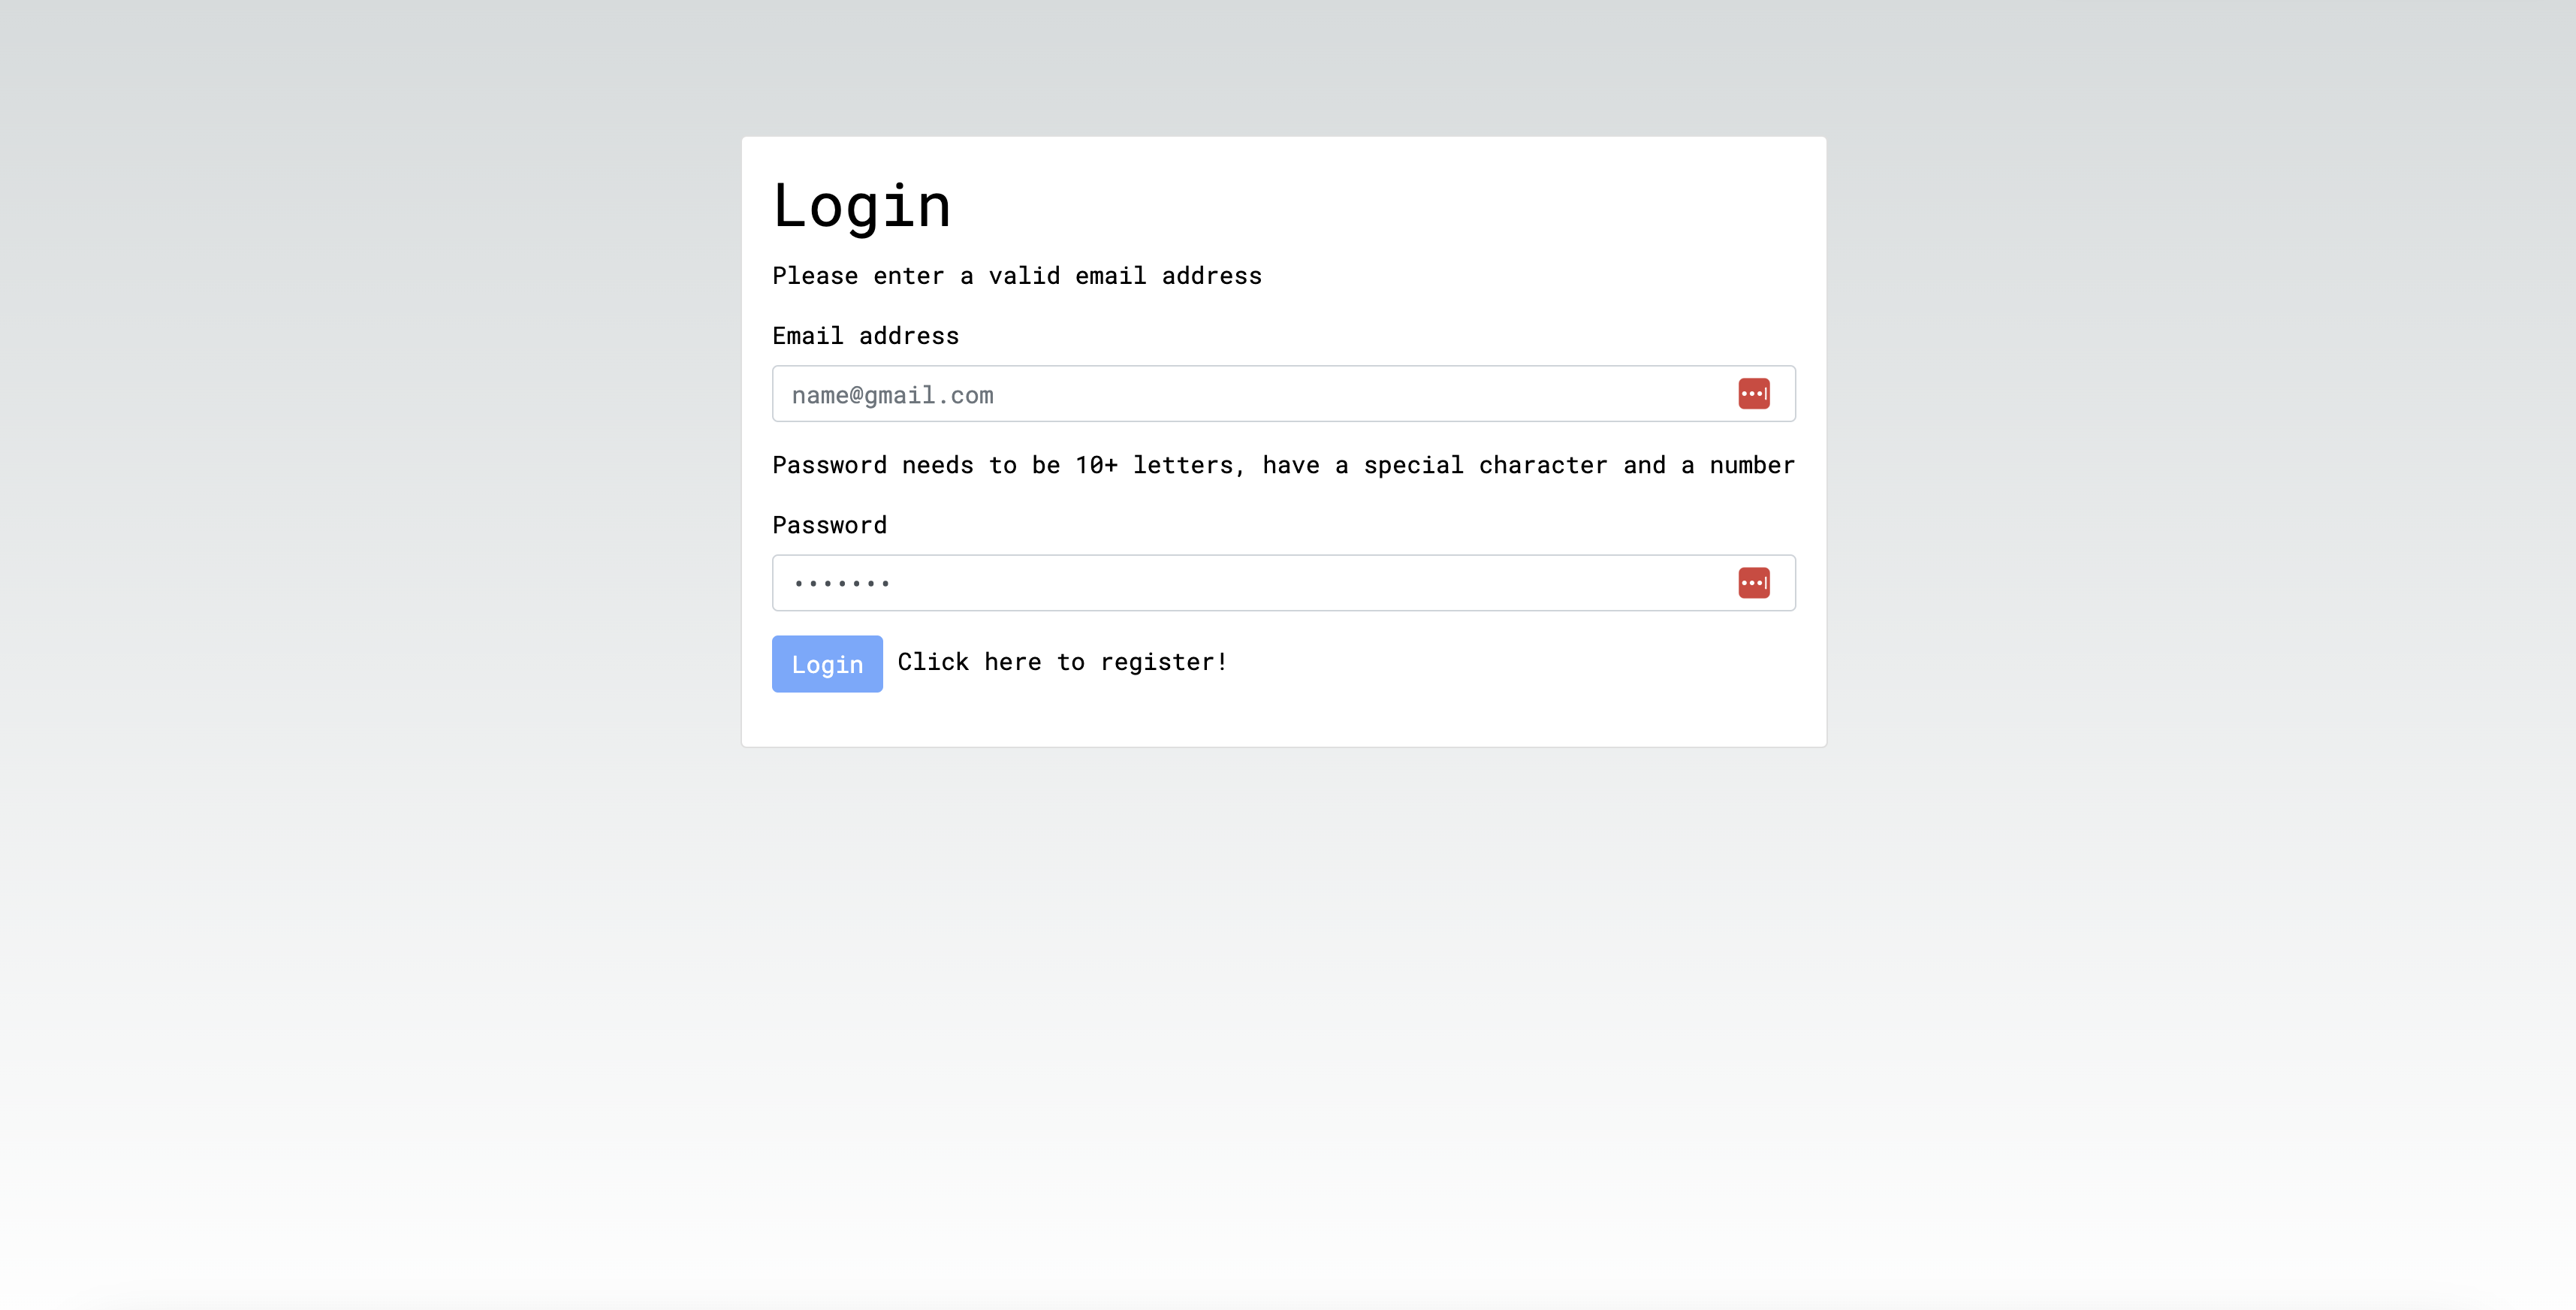 Login
Please enter a valid email address
Email address
name@gmail.com
Password needs to be 10+ letters, have a special character and a number
Password
•••••••
Login Click here to register!